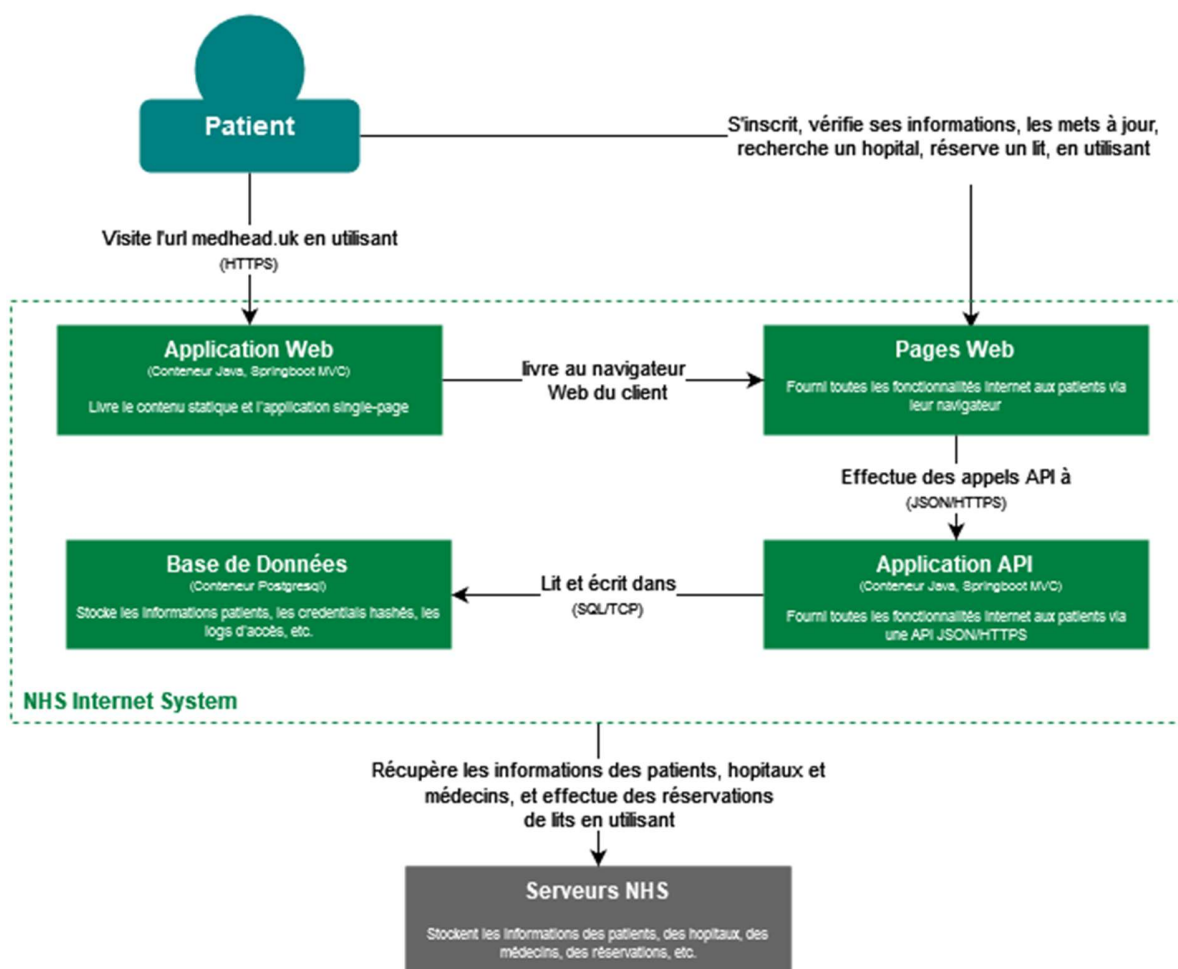 Patient
S'inscrit, vérifie ses informations, les mets à jour,
recherche un hopital, réserve un lit, en utilisant
Visite l'url medhead.uk en utilisant
(HTTPS)
Application Web
(Conteneur Java, Springboot MVC)
Livre le contenu statique et l'application single-page
livre au navigateur
Web du client
Pages Web
Fourni toutes les fonctionnalités Internet aux patients via
leur navigateur
Effectue des appels API à
(JSON/HTTPS)
Base de Données
(Conteneur Postgresql)
Stocke les informations patients, les credentials hashés, les
logs d'accès, etc.
Lit et écrit dans
(SQL/TCP)
Application API
(Conteneur Java, Springboot MVC)
Fourni toutes les fonctionnalités Internet aux patients via
une API JSON/HTTPS
NHS Internet System
Récupère les informations des patients, hopitaux et
médecins, et effectue des réservations
de lits en utilisant
Serveurs NHS
Stockent les informations des patients, des hopitaux, des
médecins, des réservations, etc.